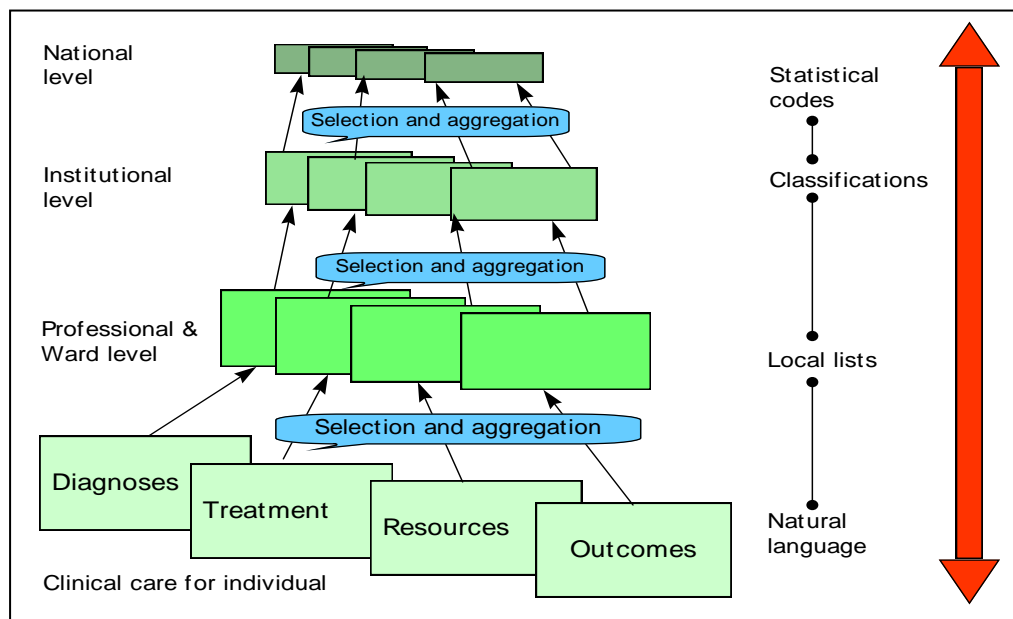 National
level
Statistical
codes
Selection and aggregation
Institutional
level
Classifications
Selection and aggregation
Professional &
Ward level
Local lists
Selection and aggregation
Diagnoses
Treatment
Resources
Outcomes
Natural
language
Clinical care for individual